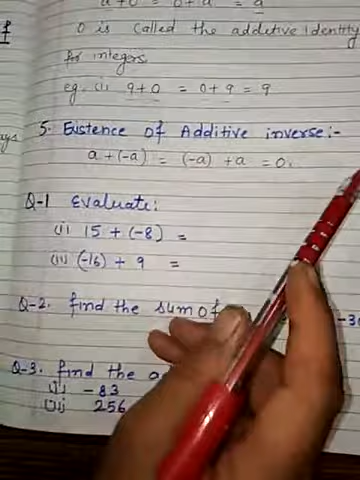 a + 0 = 0 + a = a
0 is called the additive identity
for integers.
eg. (i) 9 + 0 = 0 + 9 = 9
5. Existence of Additive inverse:-
a + (-a) = (-a) + a = 0.
Q-1 Evaluate:
(i) 15 + (-8) =
(ii) (-16) + 9 =
Q-2. find the sum of
Q-3. find the
(i) -83
(ii) 256